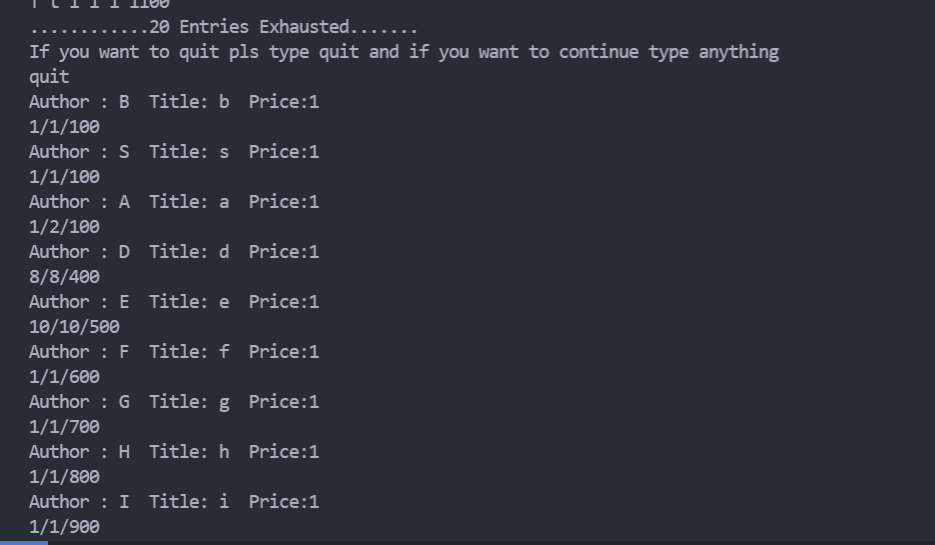 ............20 Entries Exhausted.......
If you want to quit pls type quit and if you want to continue type anything
quit
Author : B  Title: b  Price:1
1/1/100
Author : S  Title: s  Price:1
1/1/100
Author : A  Title: a  Price:1
1/2/100
Author : D  Title: d  Price:1
8/8/400
Author : E  Title: e  Price:1
10/10/500
Author : F  Title: f  Price:1
1/1/600
Author : G  Title: g  Price:1
1/1/700
Author : H  Title: h  Price:1
1/1/800
Author : I  Title: i  Price:1
1/1/900